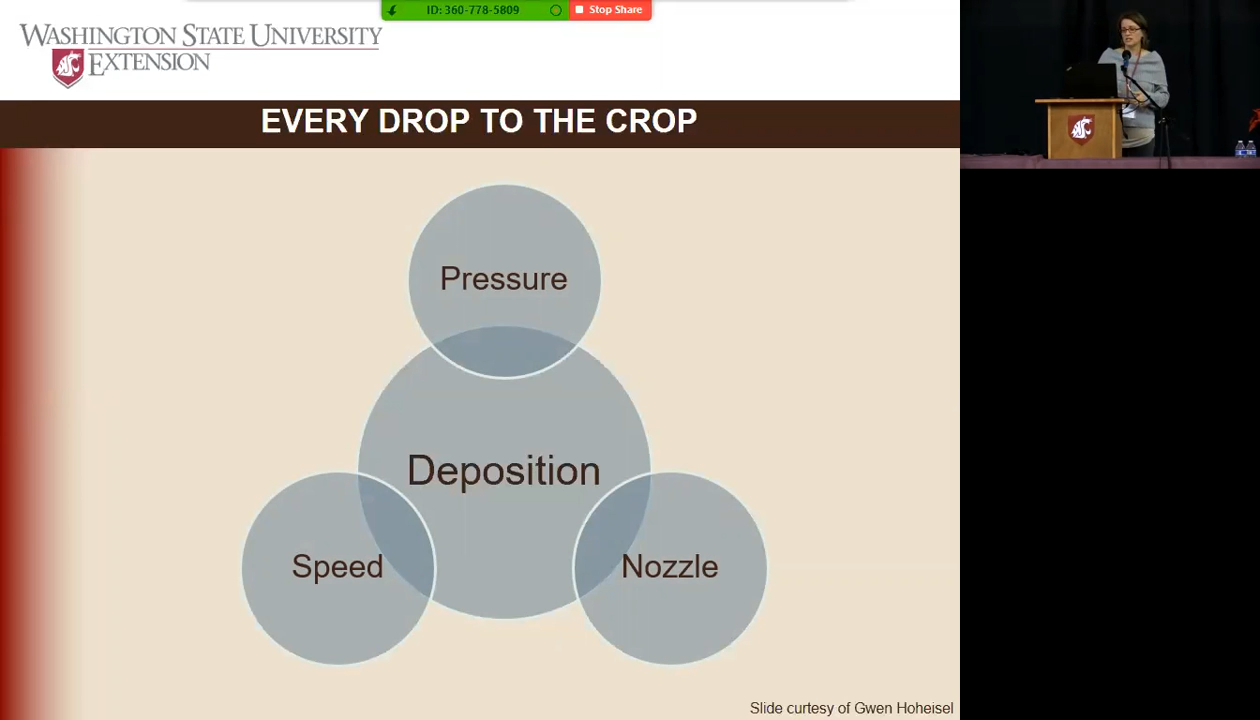 ID: 360-778-5809
Stop Share
WASHINGTON STATE UNIVERSITY
EXTENSION
EVERY DROP TO THE CROP
Pressure
Deposition
Speed
Nozzle
Slide curtesy of Gwen Hoheisel